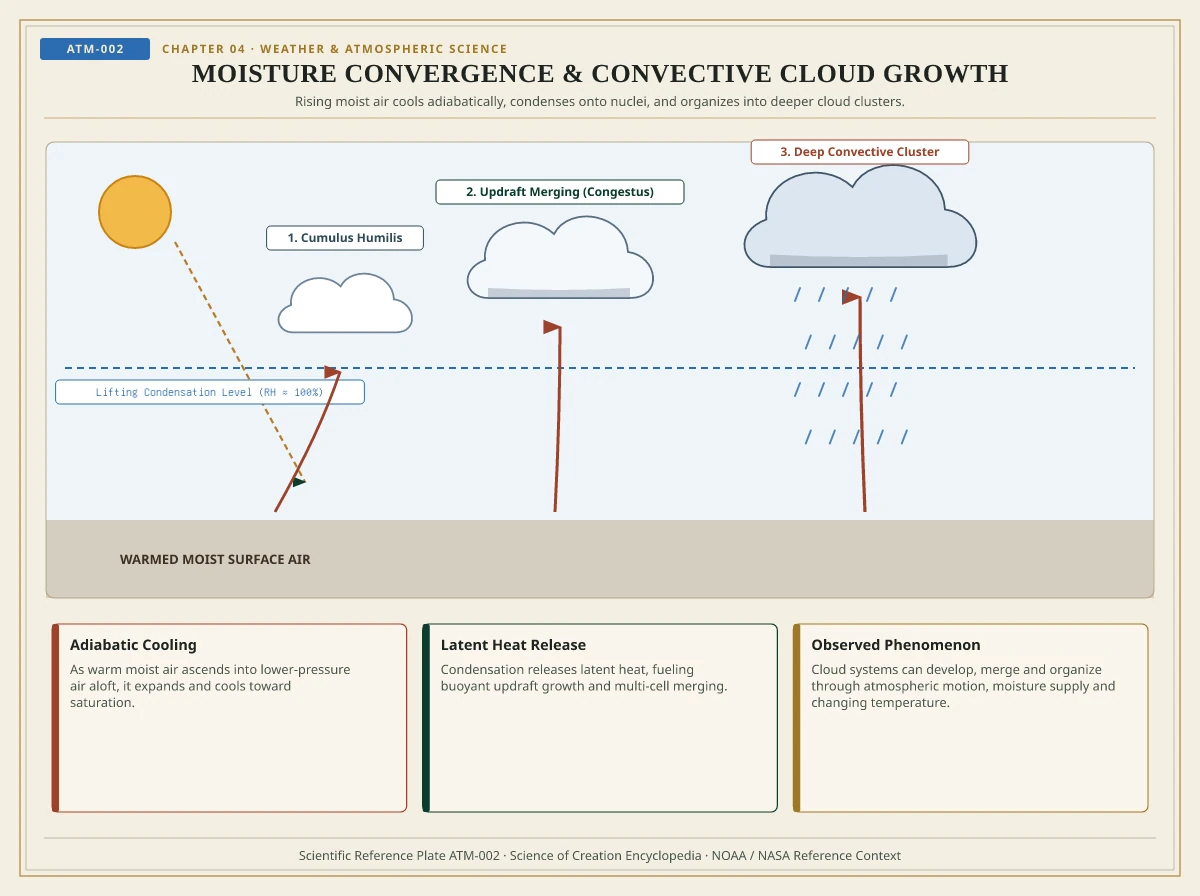 ATM-002
CHAPTER 04 · WEATHER & ATMOSPHERIC SCIENCE
MOISTURE CONVERGENCE & CONVECTIVE CLOUD GROWTH
Rising moist air cools adiabatically, condenses onto nuclei, and organizes into deeper cloud clusters.
3. Deep Convective Cluster
2. Updraft Merging (Congestus)
1. Cumulus Humilis
Lifting Condensation Level (RH ≈ 100%)
WARMED MOIST SURFACE AIR
Adiabatic Cooling
As warm moist air ascends into lower-pressure
air aloft, it expands and cools toward
saturation.
Latent Heat Release
Condensation releases latent heat, fueling
buoyant updraft growth and multi-cell merging.
Observed Phenomenon
Cloud systems can develop, merge and organize
through atmospheric motion, moisture supply and
changing temperature.
Scientific Reference Plate ATM-002 · Science of Creation Encyclopedia · NOAA / NASA Reference Context